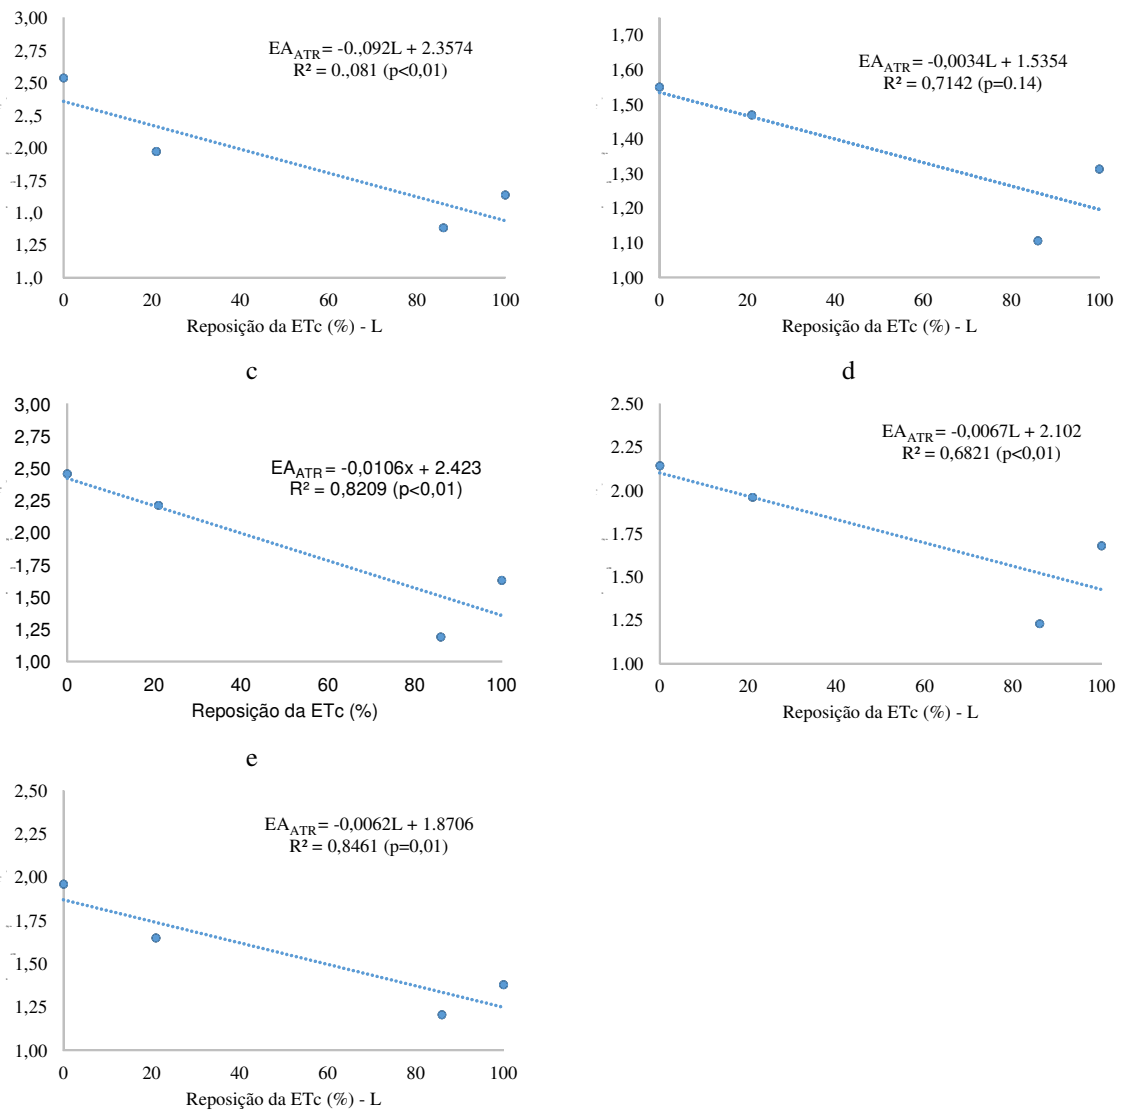 3,00
2,75
2,50
2,5
2,00
1,75
1,0
1,25
1,0
EA_ATR = -0.,092L + 2.3574
R² = 0.,081 (p<0,01)
0 20 40 60 80 100
Reposição da ETc (%) - L
1,70
1,60
1,50
1,40
1,30
1,20
1,10
1,00
EA_ATR = -0,0034L + 1.5354
R² = 0,7142 (p=0.14)
0 20 40 60 80 100
Reposição da ETc (%) - L
c
d
3,00
2,75
2,50
2,25
2,00
1,75
1,50
1,25
1,00
EA_ATR = -0,0106x + 2.423
R² = 0,8209 (p<0,01)
0 20 40 60 80 100
Reposição da ETc (%)
2.50
2.25
2.00
1.75
1.50
1.25
1.00
EA_ATR = -0,0067L + 2.102
R² = 0,6821 (p<0,01)
0 20 40 60 80 100
Reposição da ETc (%) - L
e
2,50
2,25
2,00
1,75
1,50
1,25
1,00
EA_ATR = -0,0062L + 1.8706
R² = 0,8461 (p=0,01)
0 20 40 60 80 100
Reposição da ETc (%) - L